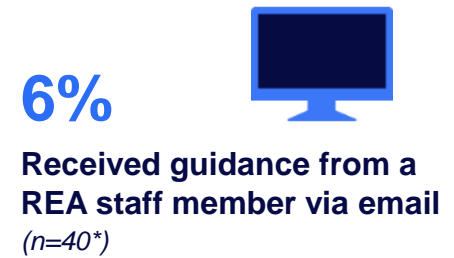 6%
Received guidance from a
REA staff member via email
(n=40*)